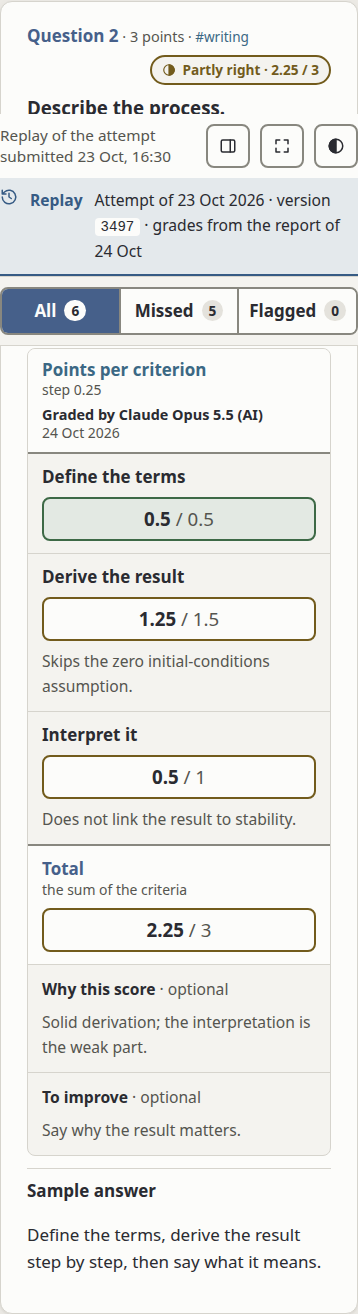 Question 2 · 3 points · #writing
Partly right · 2.25 / 3
Describe the process.
Replay of the attempt
submitted 23 Oct, 16:30
Replay Attempt of 23 Oct 2026 · version
3497 · grades from the report of
24 Oct
All 6 Missed 5 Flagged 0
Points per criterion
step 0.25
Graded by Claude Opus 5.5 (AI)
24 Oct 2026
Define the terms
0.5 / 0.5
Derive the result
1.25 / 1.5
Skips the zero initial-conditions
assumption.
Interpret it
0.5 / 1
Does not link the result to stability.
Total
the sum of the criteria
2.25 / 3
Why this score · optional
Solid derivation; the interpretation is
the weak part.
To improve · optional
Say why the result matters.
Sample answer
Define the terms, derive the result
step by step, then say what it means.